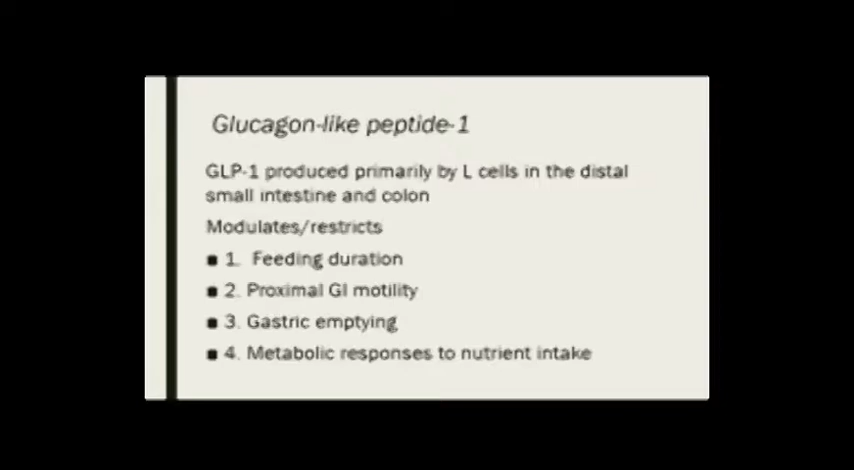 Glucagon-like peptide-1
GLP-1 produced primarily by L cells in the distal
small intestine and colon
Modulates/restricts
■ 1. Feeding duration
■ 2. Proximal GI motility
■ 3. Gastric emptying
■ 4. Metabolic responses to nutrient intake